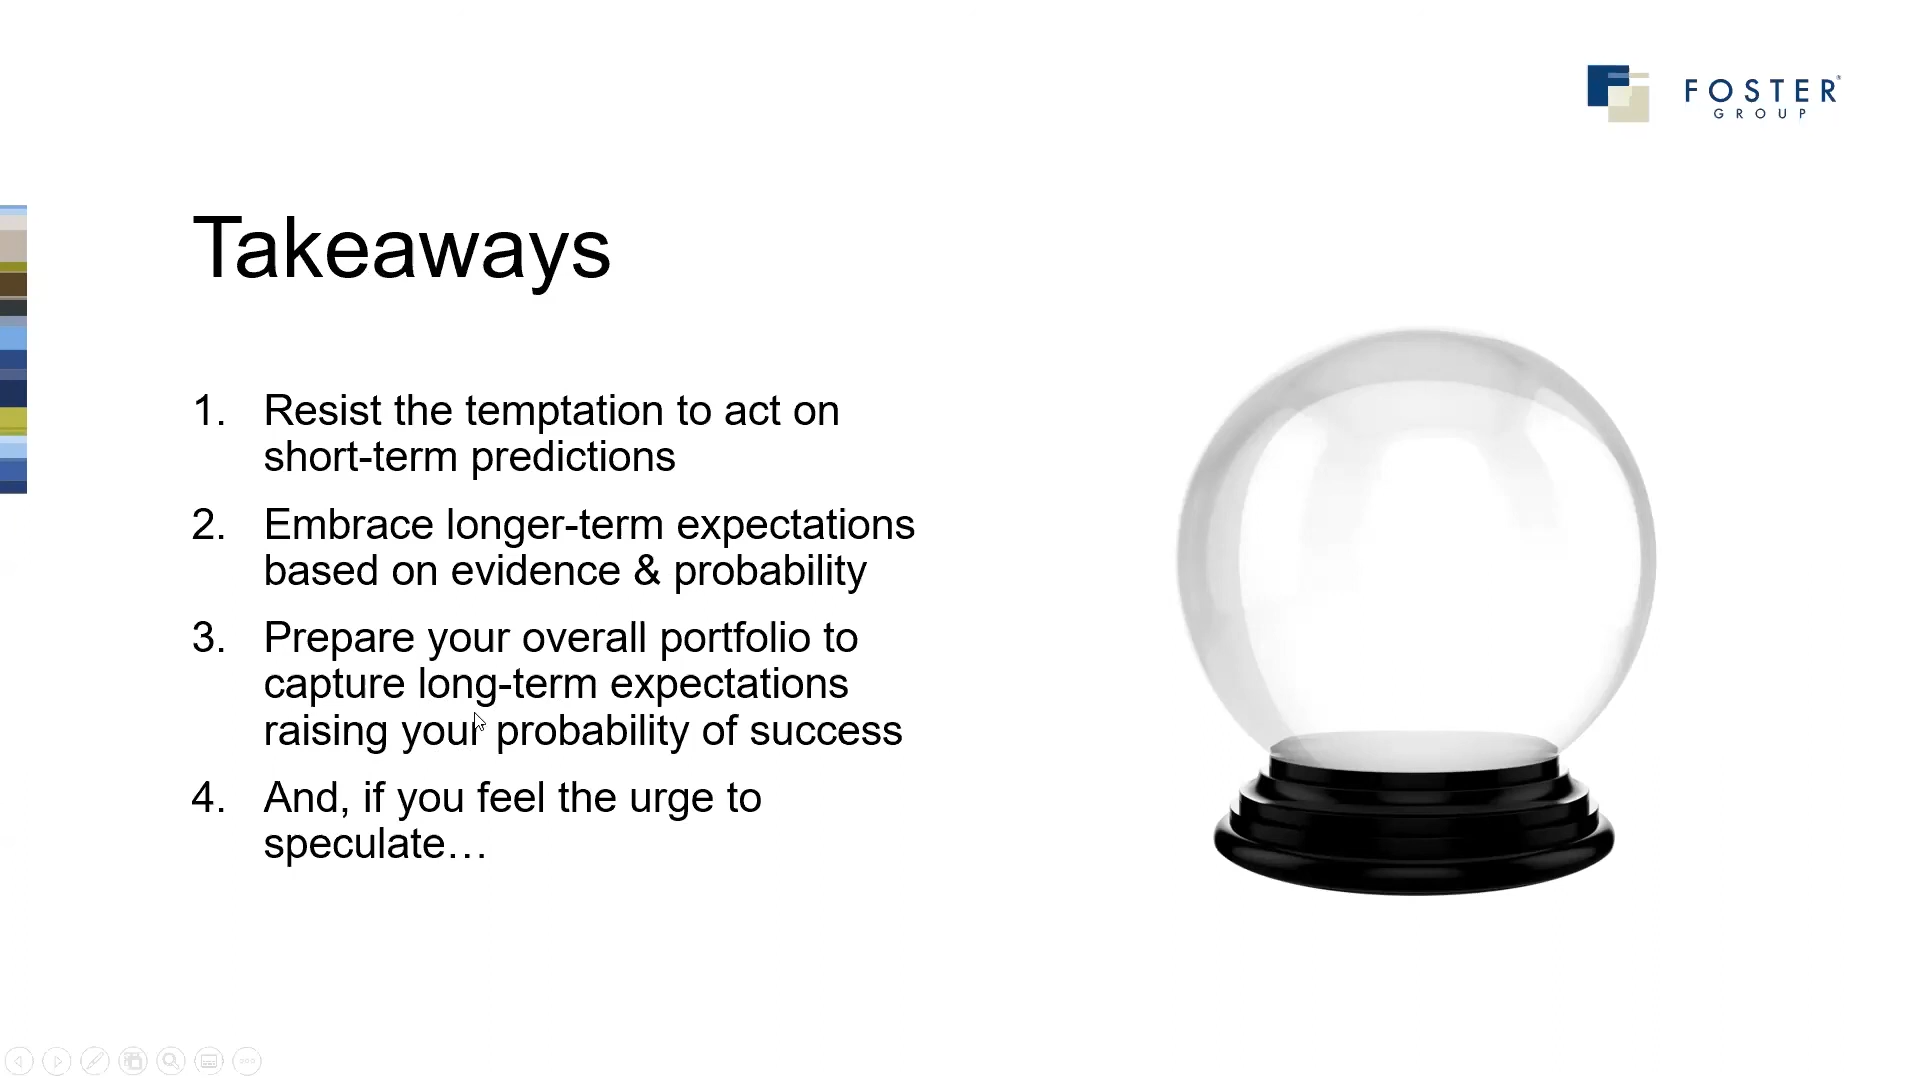 FOSTER®
GROUP
Takeaways
1. Resist the temptation to act on
short-term predictions
2. Embrace longer-term expectations
based on evidence & probability
3. Prepare your overall portfolio to
capture long-term expectations
raising your probability of success
4. And, if you feel the urge to
speculate…